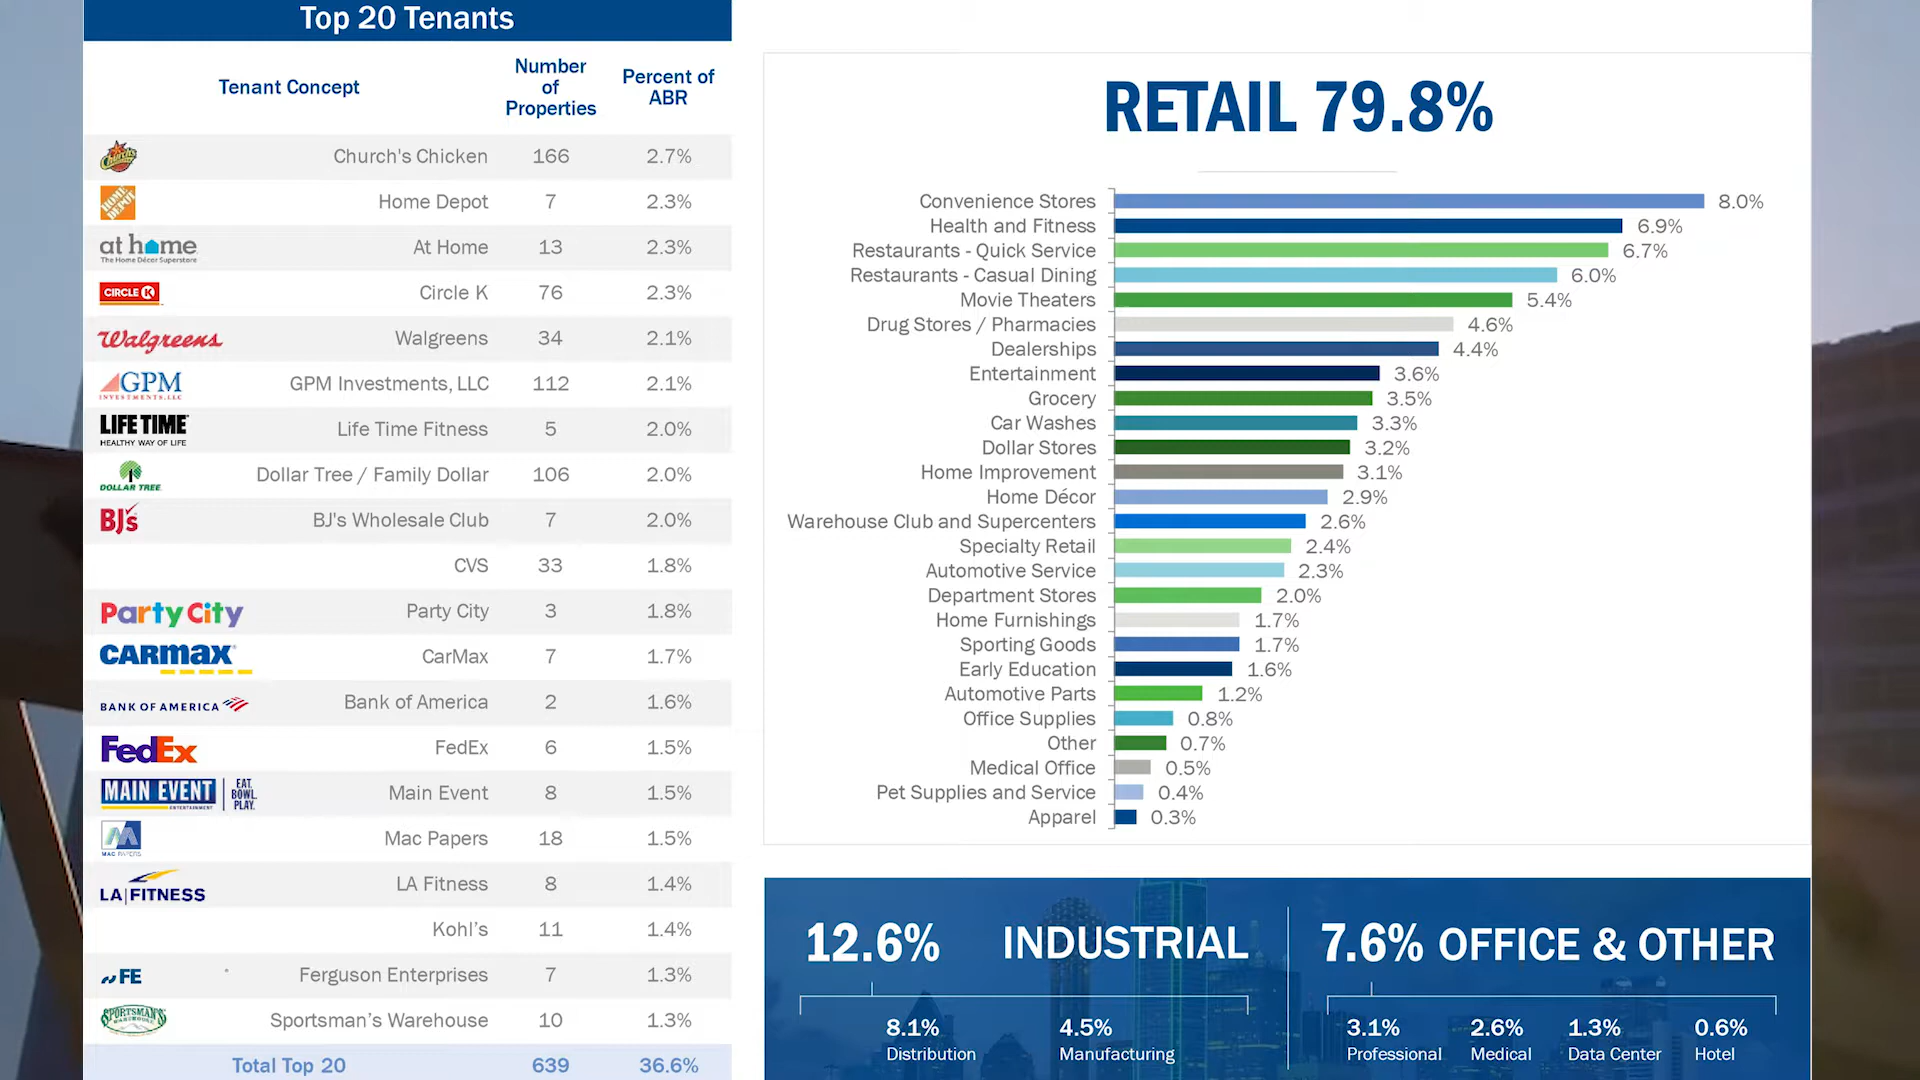 Top 20 Tenants
Tenant Concept
Number
of
Properties
Percent of
ABR
Church's
Church's Chicken 166 2.7%
THE HOME DEPOT
Home Depot 7 2.3%
at home
The Home Décor Superstore
At Home 13 2.3%
CIRCLE K
Circle K 76 2.3%
Walgreens
Walgreens 34 2.1%
GPM
INVESTMENTS, LLC
GPM Investments, LLC 112 2.1%
LIFE TIME
HEALTHY WAY OF LIFE
Life Time Fitness 5 2.0%
DOLLAR TREE
Dollar Tree / Family Dollar 106 2.0%
BJ's
BJ's Wholesale Club 7 2.0%
CVS 33 1.8%
Party City
Party City 3 1.8%
CARMAX
CarMax 7 1.7%
BANK OF AMERICA
Bank of America 2 1.6%
FedEx
FedEx 6 1.5%
MAIN EVENT
ENTERTAINMENT
EAT.
BOWL.
PLAY.
Main Event 8 1.5%
MAC PAPERS
Mac Papers 18 1.5%
LA FITNESS
LA Fitness 8 1.4%
Kohl’s 11 1.4%
FE
Ferguson Enterprises 7 1.3%
SPORTSMAN'S
WAREHOUSE
Sportsman’s Warehouse 10 1.3%
Total Top 20 639 36.6%
RETAIL 79.8%
Convenience Stores 8.0%
Health and Fitness 6.9%
Restaurants - Quick Service 6.7%
Restaurants - Casual Dining 6.0%
Movie Theaters 5.4%
Drug Stores / Pharmacies 4.6%
Dealerships 4.4%
Entertainment 3.6%
Grocery 3.5%
Car Washes 3.3%
Dollar Stores 3.2%
Home Improvement 3.1%
Home Décor 2.9%
Warehouse Club and Supercenters 2.6%
Specialty Retail 2.4%
Automotive Service 2.3%
Department Stores 2.0%
Home Furnishings 1.7%
Sporting Goods 1.7%
Early Education 1.6%
Automotive Parts 1.2%
Office Supplies 0.8%
Other 0.7%
Medical Office 0.5%
Pet Supplies and Service 0.4%
Apparel 0.3%
12.6% INDUSTRIAL
8.1% 4.5%
Distribution Manufacturing
7.6% OFFICE & OTHER
3.1% 2.6% 1.3% 0.6%
Professional Medical Data Center Hotel